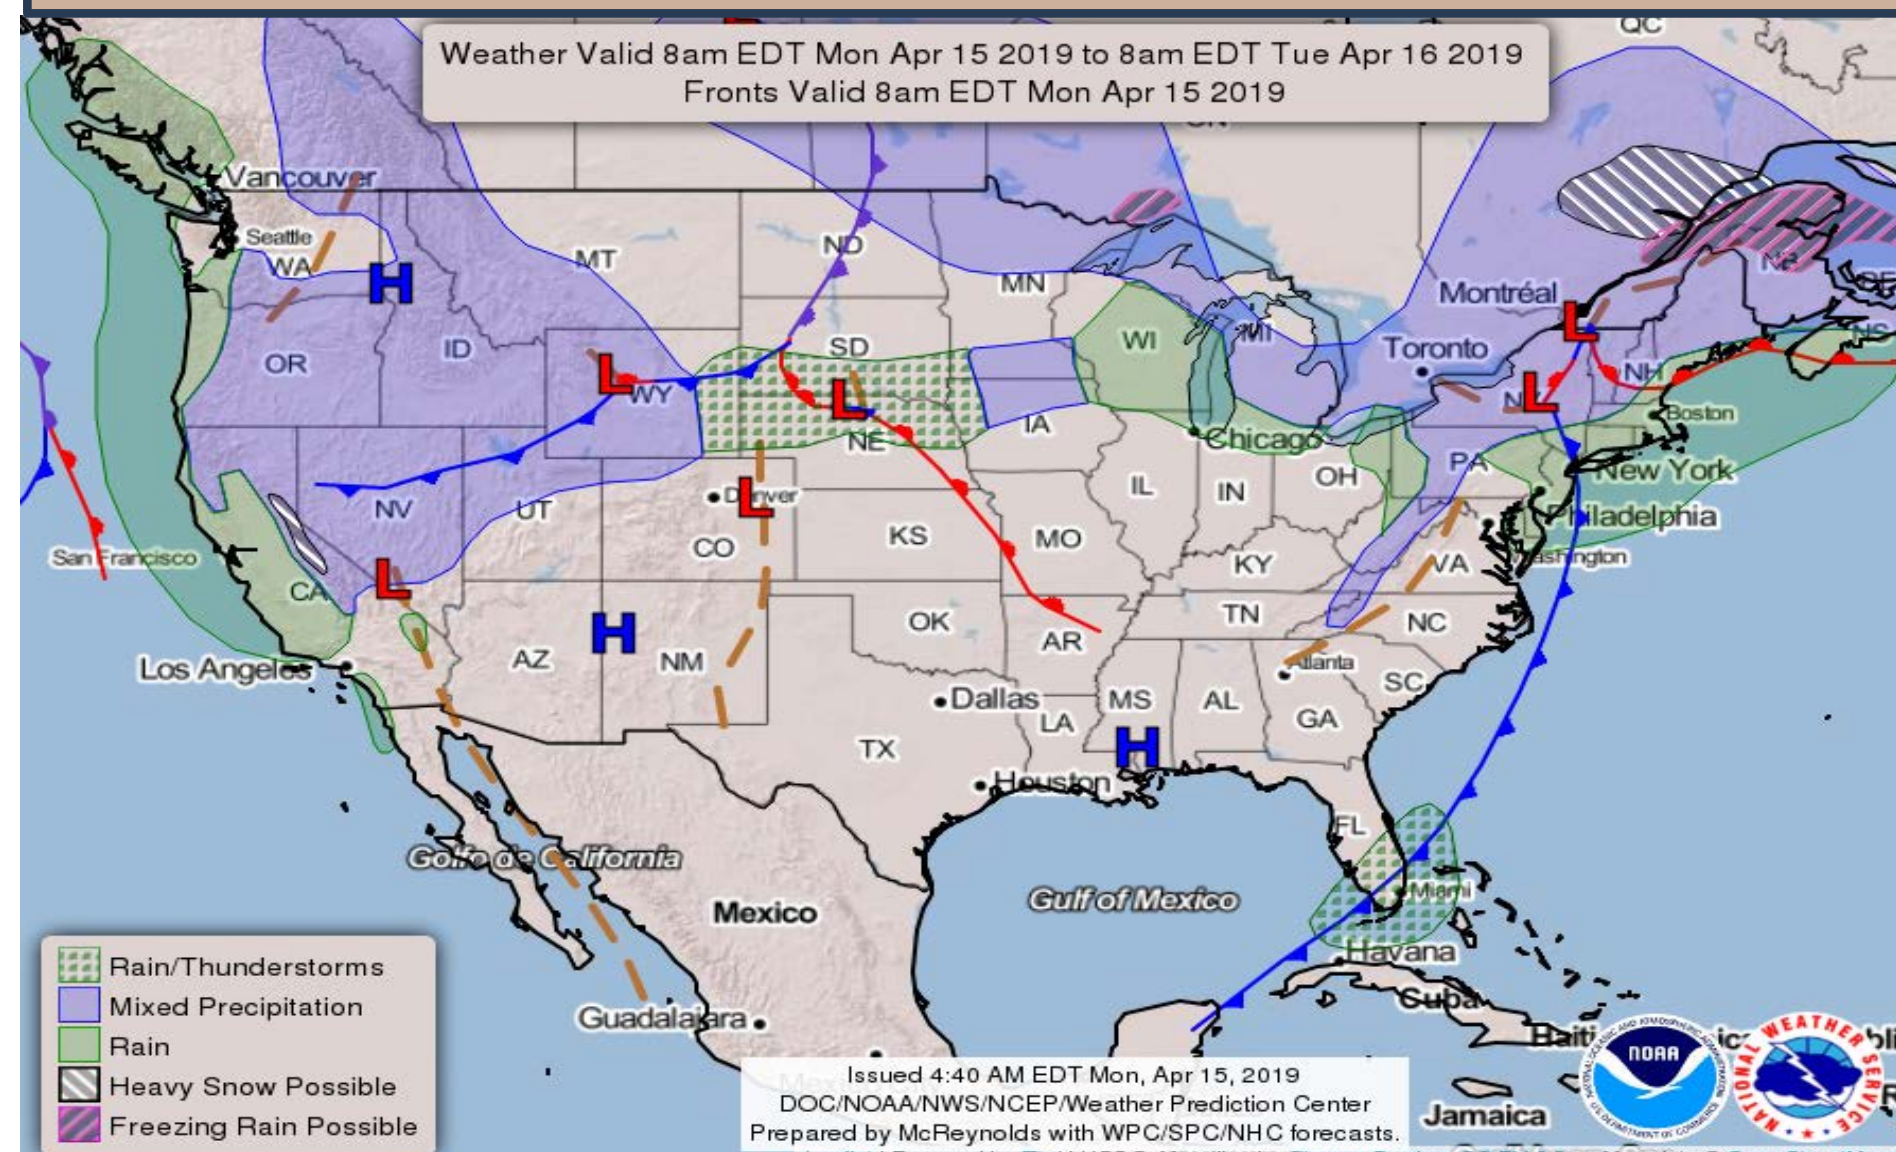 QC
Weather Valid 8am EDT Mon Apr 15 2019 to 8am EDT Tue Apr 16 2019
Fronts Valid 8am EDT Mon Apr 15 2019
Vancouver
Seattle
WA
MT
ND
MN
H
Montréal
NB
L
OR
ID
WY
L
SD
L
NE
IA
WI
MI
Toronto
L
NH
NS
Boston
Chicago
New York
PA
OH
IN
IL
NV
UT
Denver
L
CO
KS
MO
KY
VA
Philadelphia
Washington
San Francisco
CA
L
H
AZ
NM
OK
AR
TN
NC
Los Angeles
Atlanta
SC
Dallas
LA
MS
AL
GA
TX
H
Houston
FL
Golfo de California
Gulf of Mexico
Miami
Mexico
Havana
Cuba
Guadalajara
Haiti
Jamaica
Rain/Thunderstorms
Mixed Precipitation
Rain
Heavy Snow Possible
Freezing Rain Possible
Issued 4:40 AM EDT Mon, Apr 15, 2019
DOC/NOAA/NWS/NCEP/Weather Prediction Center
Prepared by McReynolds with WPC/SPC/NHC forecasts.
NOAA
NATIONAL WEATHER SERVICE